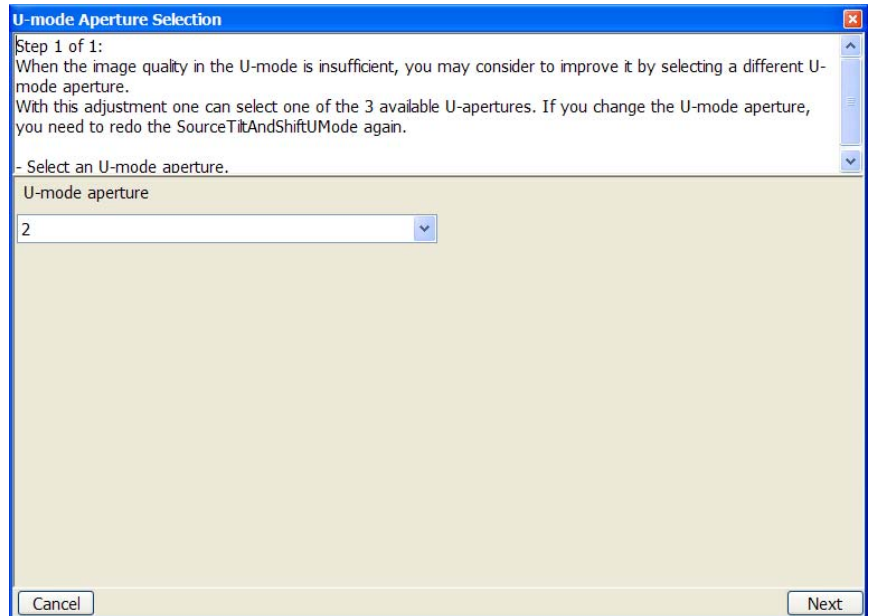 U-mode Aperture Selection
Step 1 of 1:
When the image quality in the U-mode is insufficient, you may consider to improve it by selecting a different U-
mode aperture.
With this adjustment one can select one of the 3 available U-apertures. If you change the U-mode aperture,
you need to redo the SourceTiltAndShiftUMode again.
- Select an U-mode aperture.
U-mode aperture
2
Cancel
Next